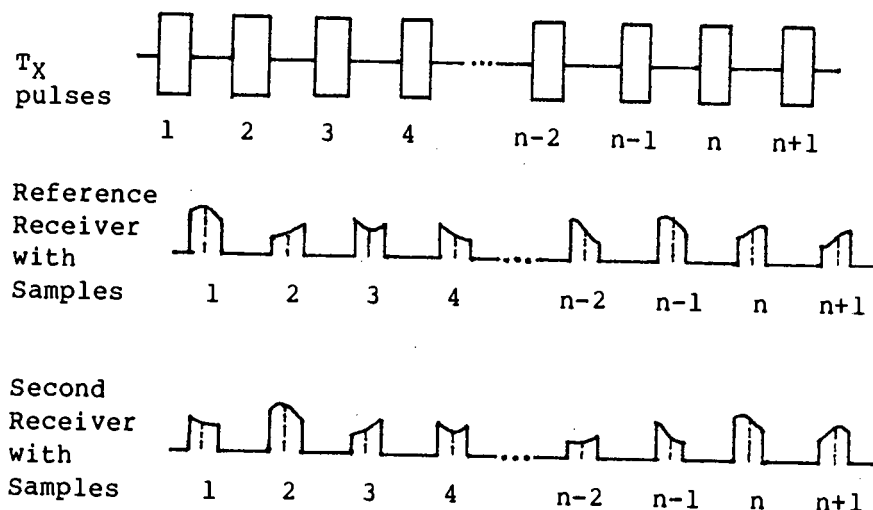 T_X
pulses
1 2 3 4 ... n-2 n-1 n n+1
Reference
Receiver
with
Samples
1 2 3 4 ... n-2 n-1 n n+1
Second
Receiver
with
Samples
1 2 3 4 ... n-2 n-1 n n+1